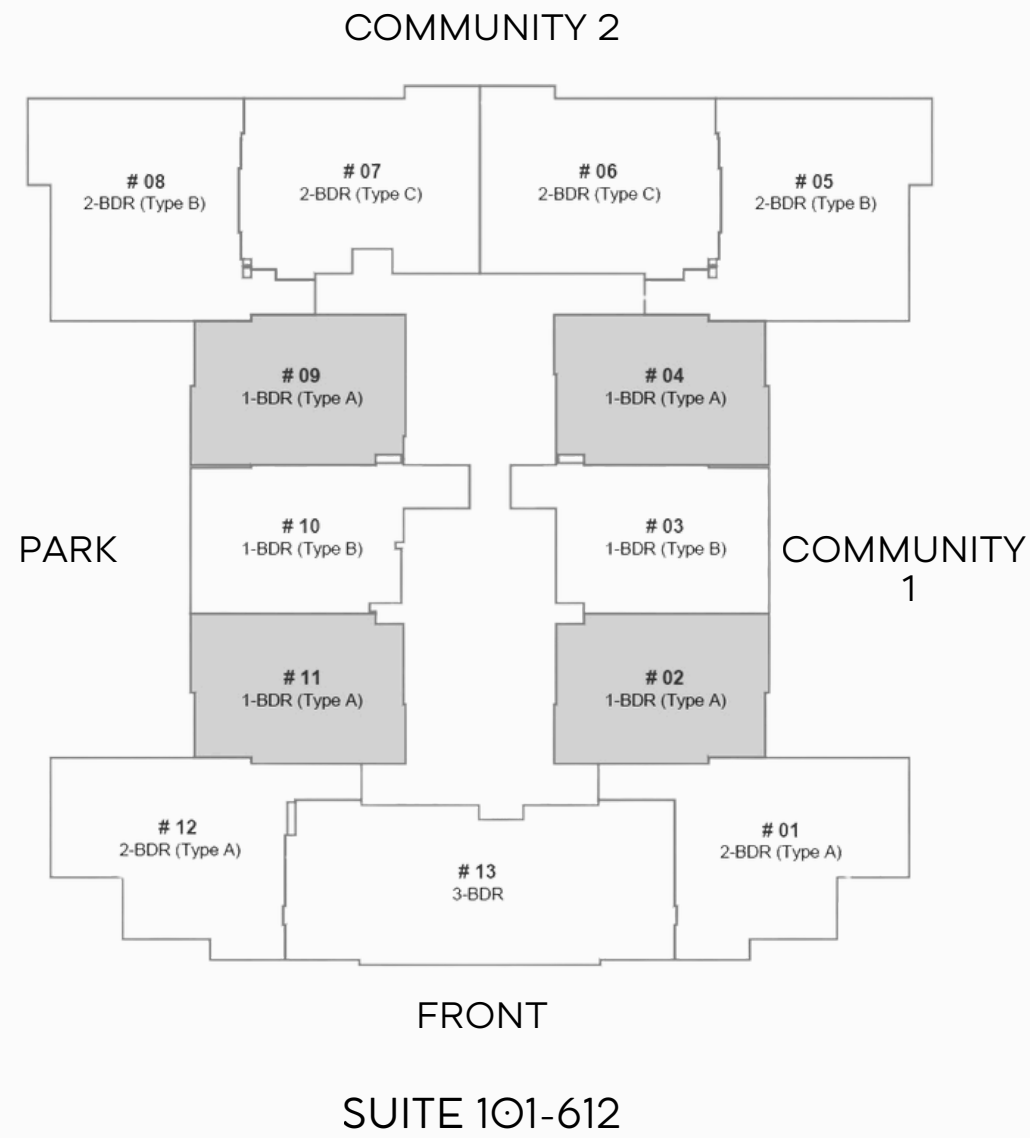 COMMUNITY 2
# 08
2-BDR (Type B)
# 07
2-BDR (Type C)
# 06
2-BDR (Type C)
# 05
2-BDR (Type B)
# 09
1-BDR (Type A)
# 04
1-BDR (Type A)
PARK
# 10
1-BDR (Type B)
# 03
1-BDR (Type B)
COMMUNITY
1
# 11
1-BDR (Type A)
# 02
1-BDR (Type A)
# 12
2-BDR (Type A)
# 13
3-BDR
# 01
2-BDR (Type A)
FRONT
SUITE 101-612